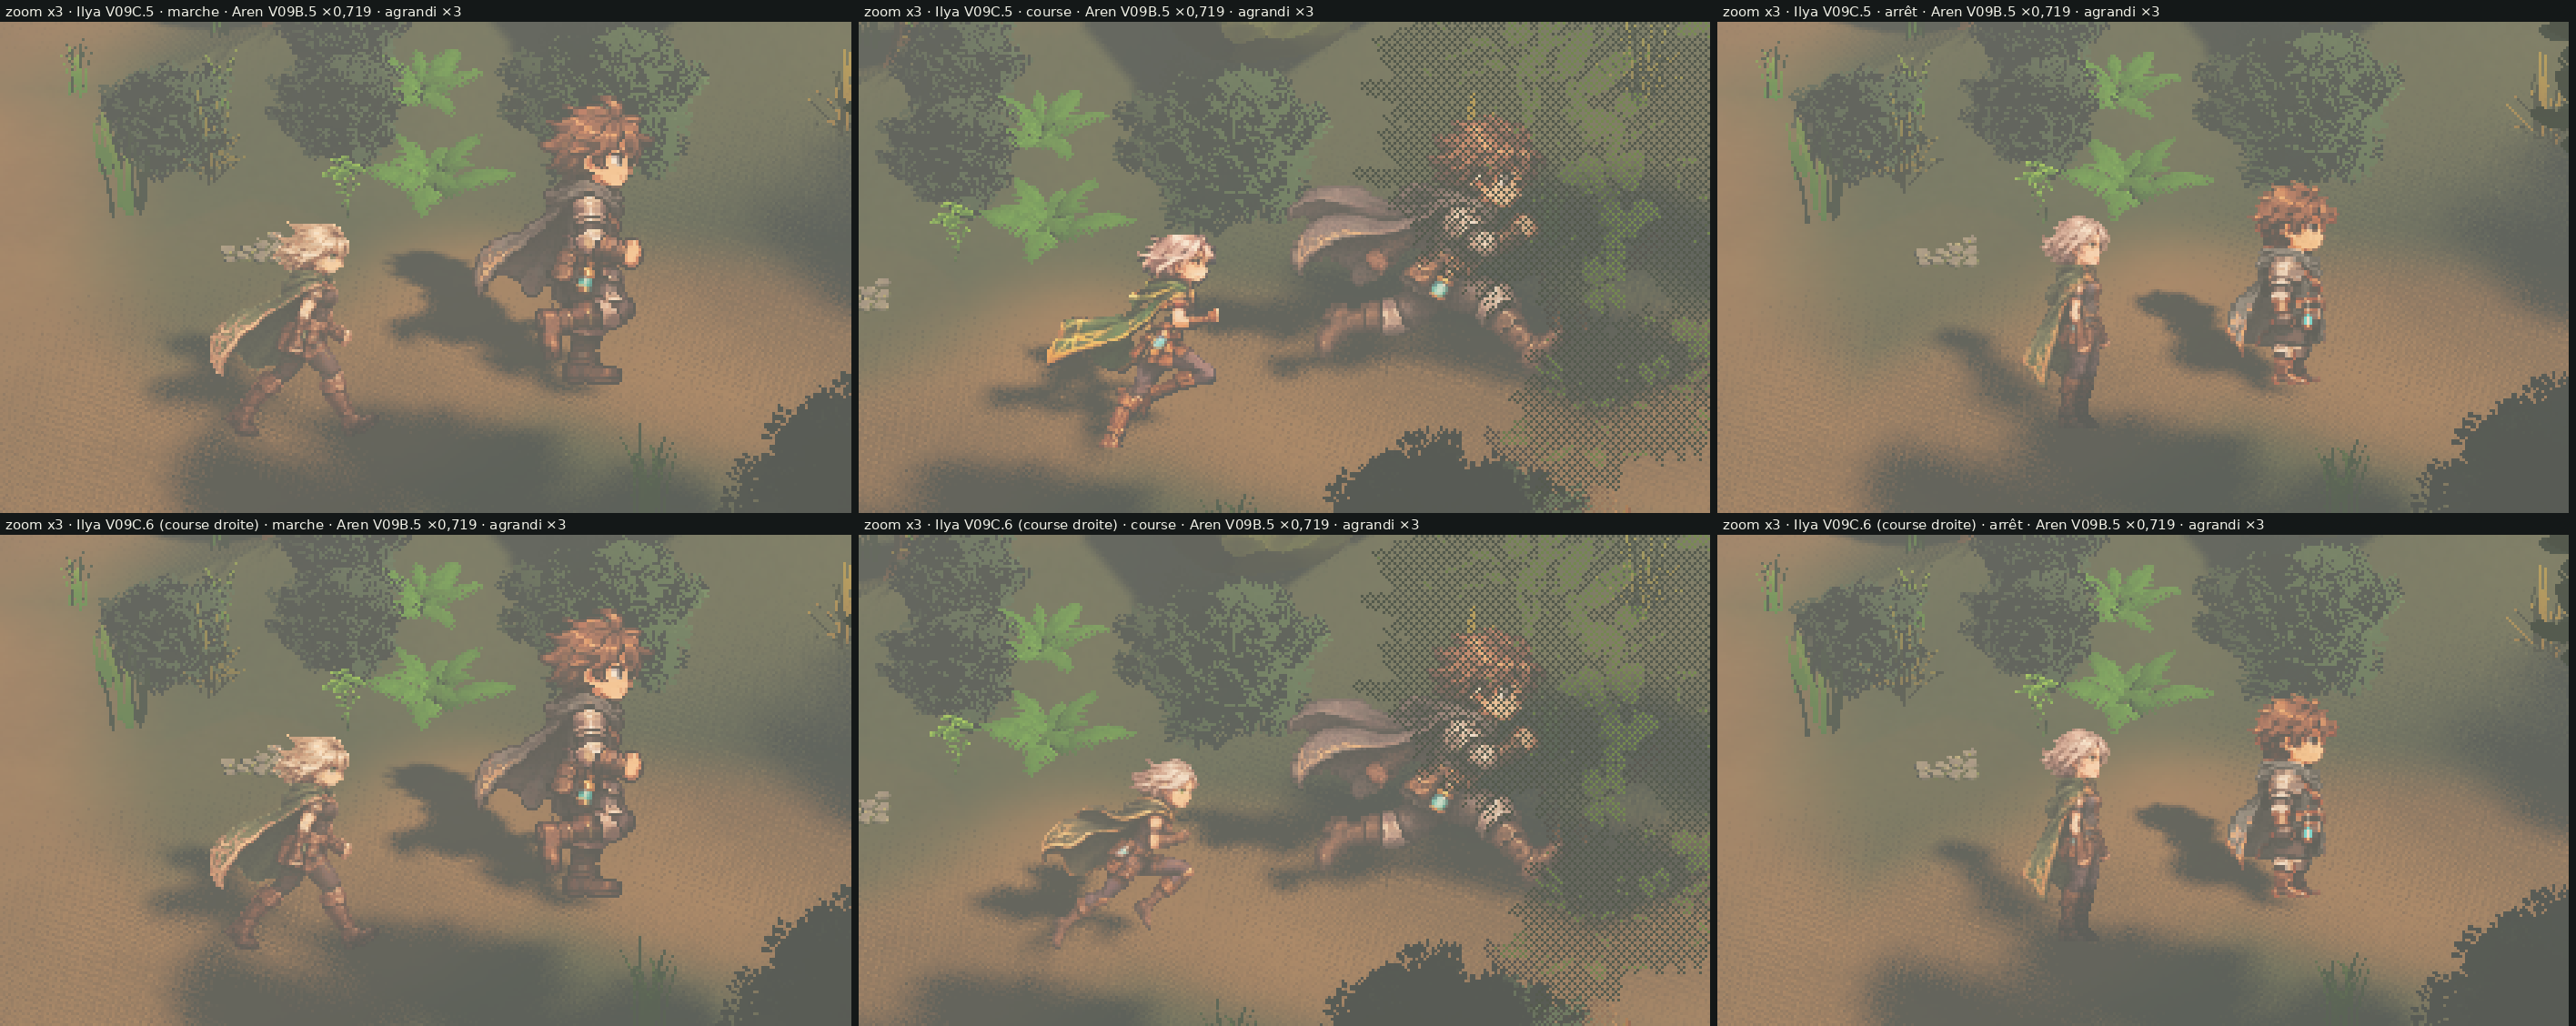 zoom x3 · Ilya V09C.5 · marche · Aren V09B.5 ×0,719 · agrandi ×3
zoom x3 · Ilya V09C.5 · course · Aren V09B.5 ×0,719 · agrandi ×3
zoom x3 · Ilya V09C.5 · arrêt · Aren V09B.5 ×0,719 · agrandi ×3
zoom x3 · Ilya V09C.6 (course droite) · marche · Aren V09B.5 ×0,719 · agrandi ×3
zoom x3 · Ilya V09C.6 (course droite) · course · Aren V09B.5 ×0,719 · agrandi ×3
zoom x3 · Ilya V09C.6 (course droite) · arrêt · Aren V09B.5 ×0,719 · agrandi ×3